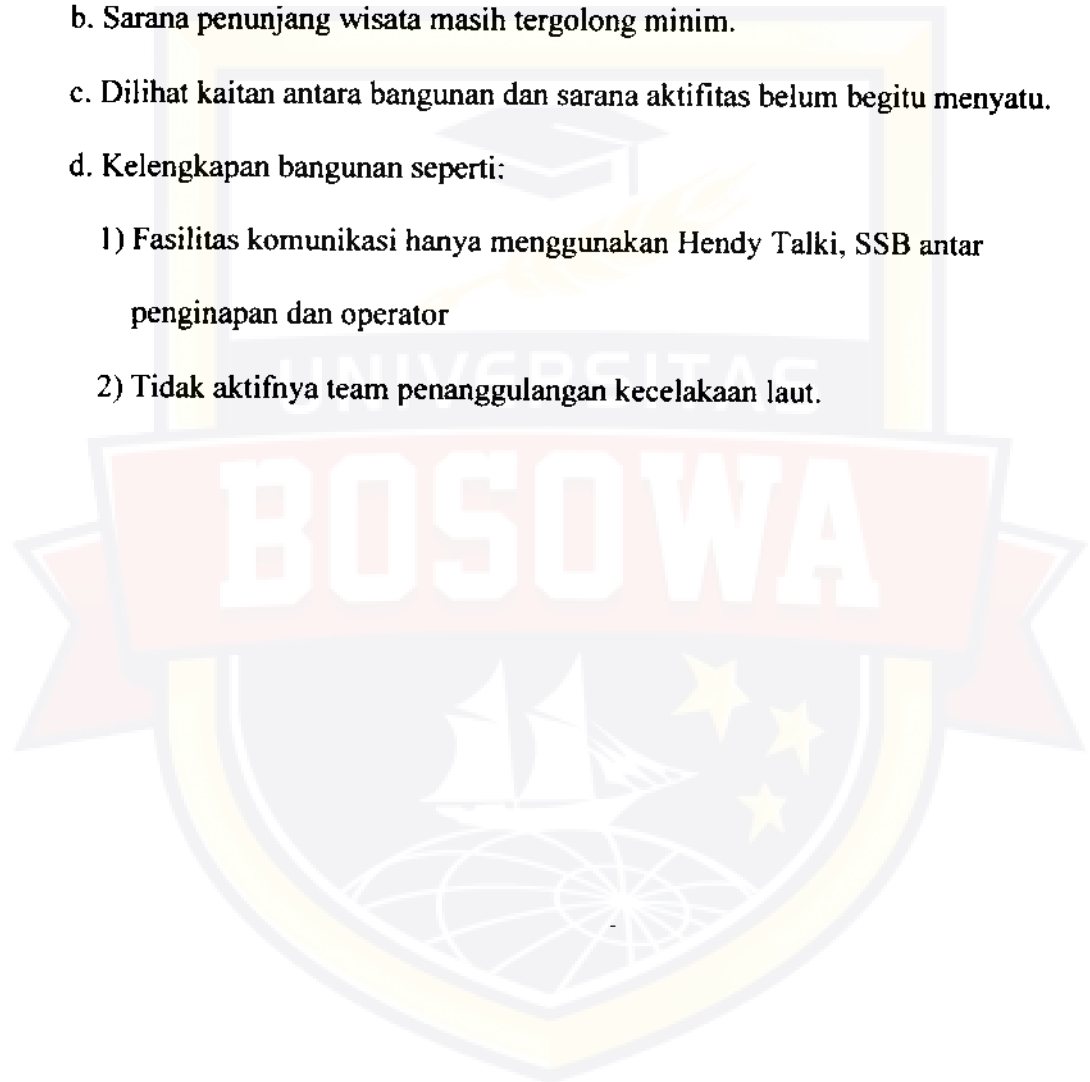 b. Sarana penunjang wisata masih tergolong minim.
c. Dilihat kaitan antara bangunan dan sarana aktifitas belum begitu menyatu.
d. Kelengkapan bangunan seperti:
1) Fasilitas komunikasi hanya menggunakan Hendy Talki, SSB antar
penginapan dan operator
2) Tidak aktifnya team penanggulangan kecelakaan laut.
UNIVERSITAS
BOSOWA